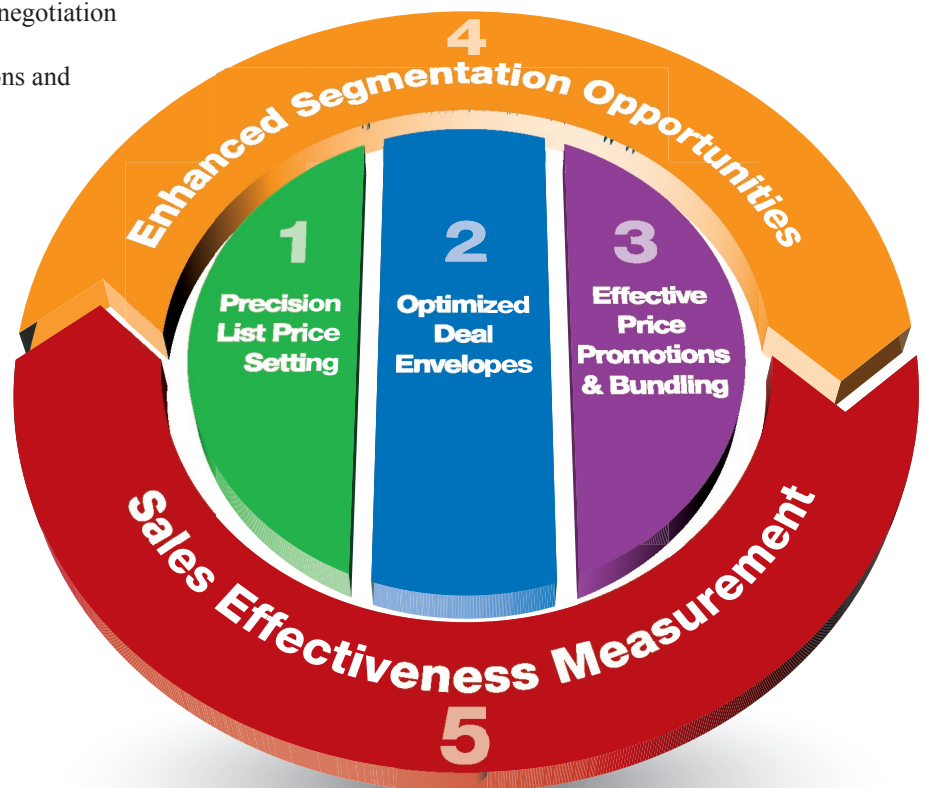 negotiation
ons and
4
Enhanced Segmentation Opportunities
1
Precision
List Price
Setting
2
Optimized
Deal
Envelopes
3
Effective
Price
Promotions
& Bundling
Sales Effectiveness Measurement
5